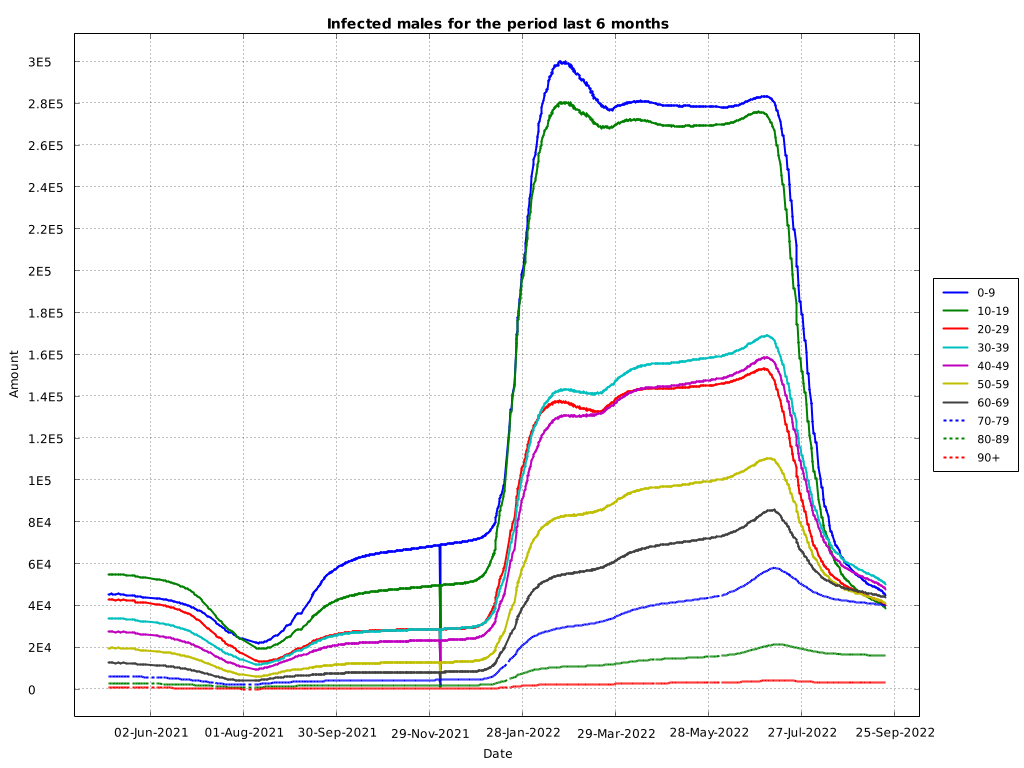 Infected males for the period last 6 months
3E5
2.8E5
2.6E5
2.4E5
2.2E5
2E5
1.8E5
1.6E5
1.4E5
1.2E5
1E5
8E4
6E4
4E4
2E4
0
Amount
02-Jun-2021 01-Aug-2021 30-Sep-2021 29-Nov-2021 28-Jan-2022 29-Mar-2022 28-May-2022 27-Jul-2022 25-Sep-2022
Date
0-9
10-19
20-29
30-39
40-49
50-59
60-69
70-79
80-89
90+